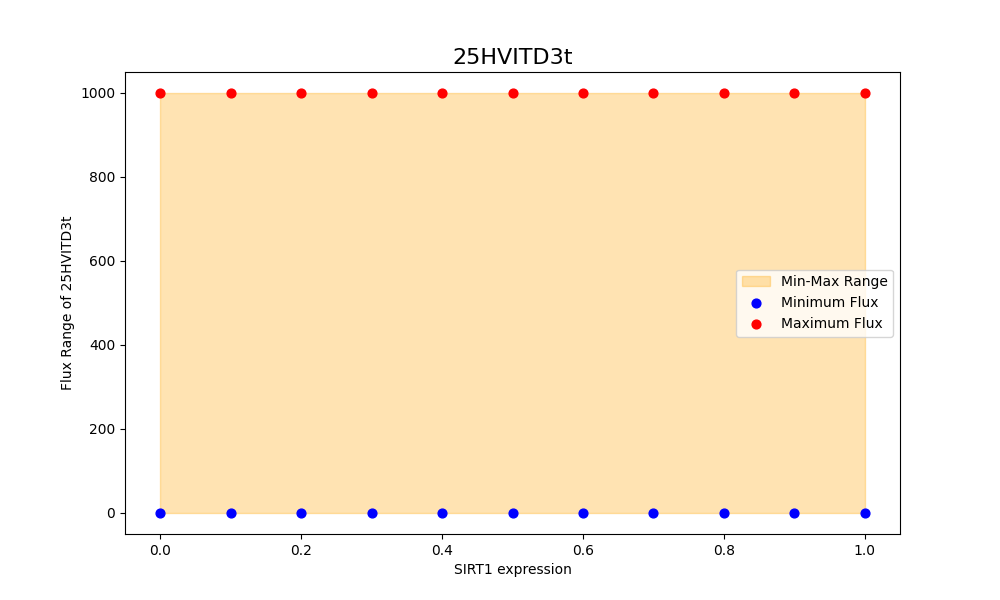 25HVITD3t
1000
800
600
400
200
0
Flux Range of 25HVITD3t
Min-Max Range
Minimum Flux
Maximum Flux
0.0 0.2 0.4 0.6 0.8 1.0
SIRT1 expression